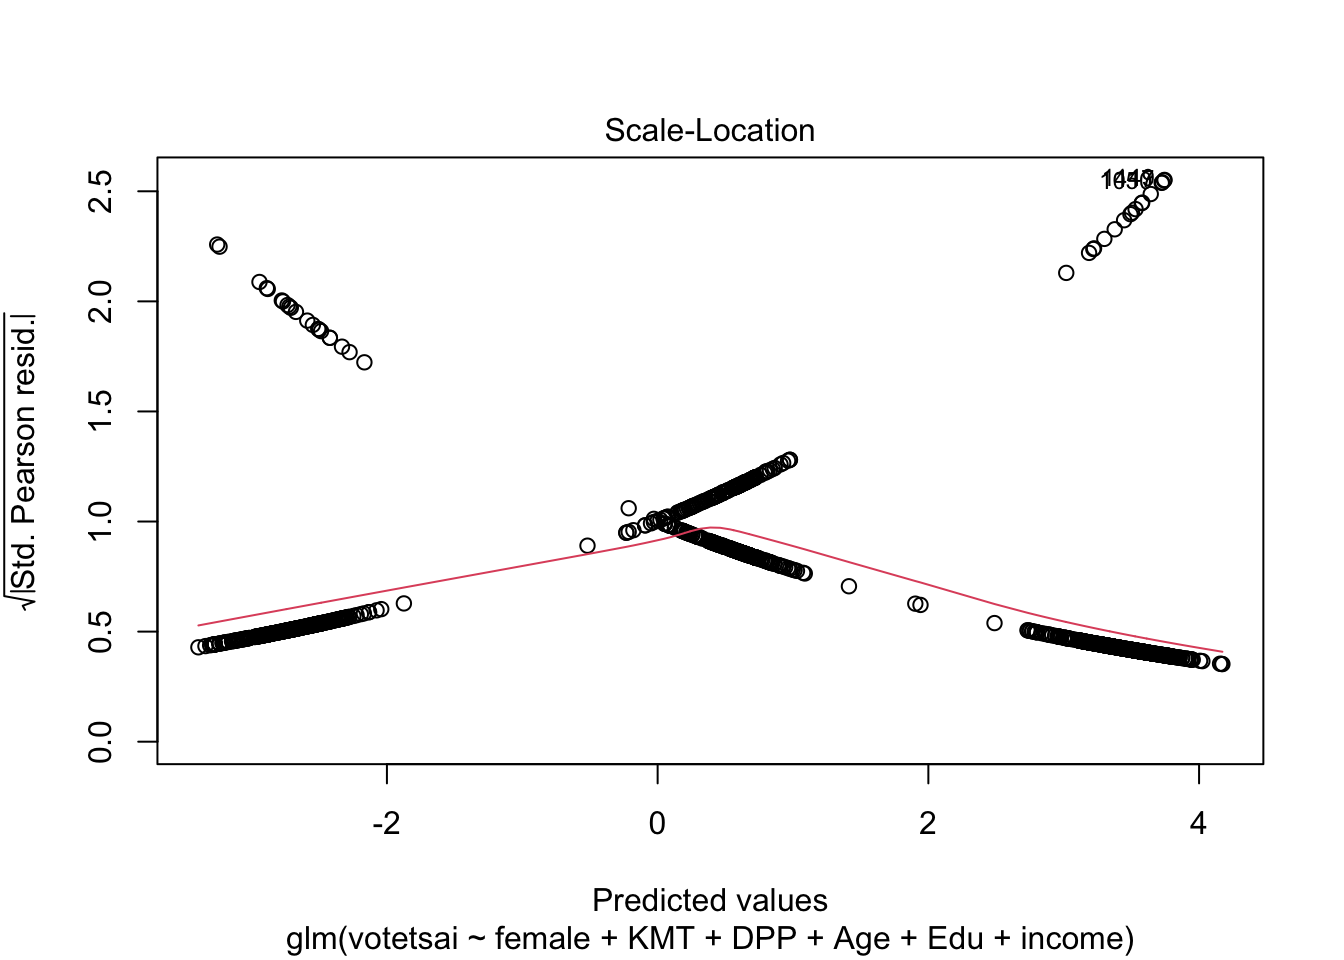 Scale-Location
√|Std. Pearson resid.|
2.5
2.0
1.5
1.0
0.5
0.0
-2 0 2 4
Predicted values
glm(votetsai ~ female + KMT + DPP + Age + Edu + income)